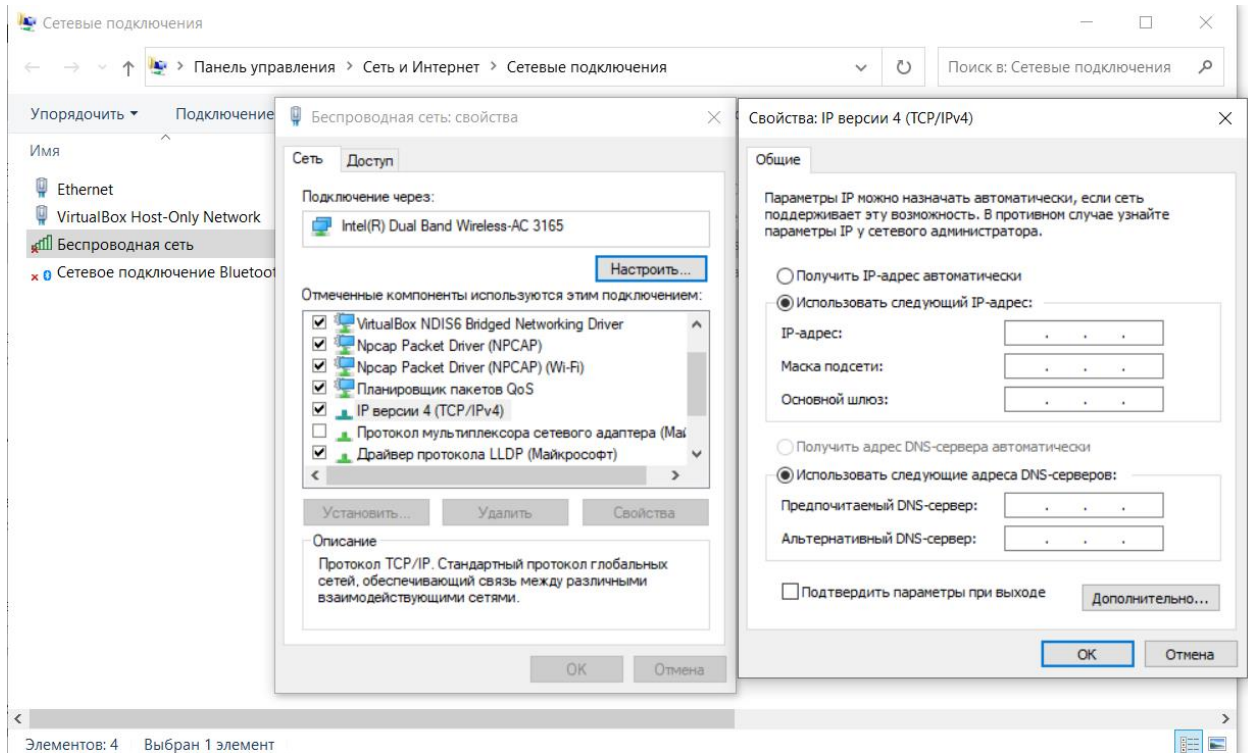 Сетевые подключения
Панель управления > Сеть и Интернет > Сетевые подключения
Поиск в: Сетевые подключения
Упорядочить
Подключение
Имя
Ethernet
VirtualBox Host-Only Network
Беспроводная сеть
Сетевое подключение Bluetoot
Беспроводная сеть: свойства
Сеть
Доступ
Подключение через:
Intel(R) Dual Band Wireless-AC 3165
Настроить...
Отмеченные компоненты используются этим подключением:
VirtualBox NDIS6 Bridged Networking Driver
Npcap Packet Driver (NPCAP)
Npcap Packet Driver (NPCAP) (Wi-Fi)
Планировщик пакетов QoS
IP версии 4 (TCP/IPv4)
Протокол мультиплексора сетевого адаптера (Май
Драйвер протокола LLDP (Майкрософт)
Установить...
Удалить
Свойства
Описание
Протокол TCP/IP. Стандартный протокол глобальных
сетей, обеспечивающий связь между различными
взаимодействующими сетями.
OK
Отмена
Свойства: IP версии 4 (TCP/IPv4)
Общие
Параметры IP можно назначать автоматически, если сеть
поддерживает эту возможность. В противном случае узнайте
параметры IP у сетевого администратора.
Получить IP-адрес автоматически
Использовать следующий IP-адрес:
IP-адрес:
Маска подсети:
Основной шлюз:
Получить адрес DNS-сервера автоматически
Использовать следующие адреса DNS-серверов:
Предпочитаемый DNS-сервер:
Альтернативный DNS-сервер:
Подтвердить параметры при выходе
Дополнительно...
ОК
Отмена
Элементов: 4
Выбран 1 элемент